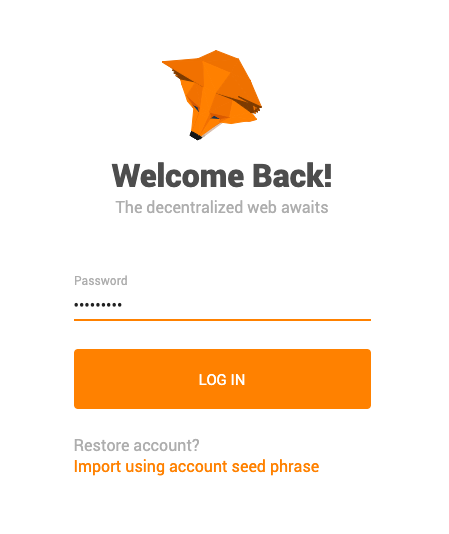 Welcome Back!
The decentralized web awaits
Password
•••••••••
LOG IN
Restore account?
Import using account seed phrase